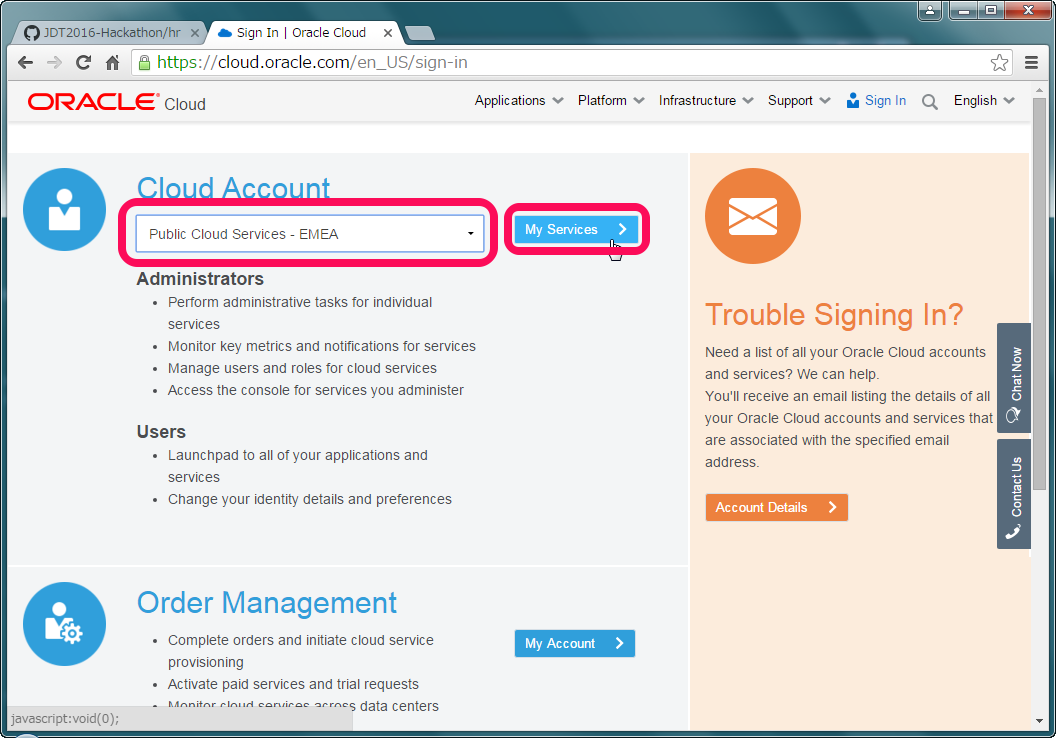 JDT2016-Hackathon/hr
Sign In | Oracle Cloud
https://cloud.oracle.com/en_US/sign-in
ORACLE® Cloud
Applications
Platform
Infrastructure
Support
Sign In
English
Cloud Account
Public Cloud Services - EMEA
My Services
Administrators
• Perform administrative tasks for individual
services
• Monitor key metrics and notifications for services
• Manage users and roles for cloud services
• Access the console for services you administer
Users
• Launchpad to all of your applications and
services
• Change your identity details and preferences
Trouble Signing In?
Need a list of all your Oracle Cloud accounts
and services? We can help.
You'll receive an email listing the details of all
your Oracle Cloud accounts and services that
are associated with the specified email
address.
Account Details
Chat Now
Contact Us
Order Management
• Complete orders and initiate cloud service
provisioning
• Activate paid services and trial requests
• Monitor cloud services across data centers
My Account
javascript:void(0);